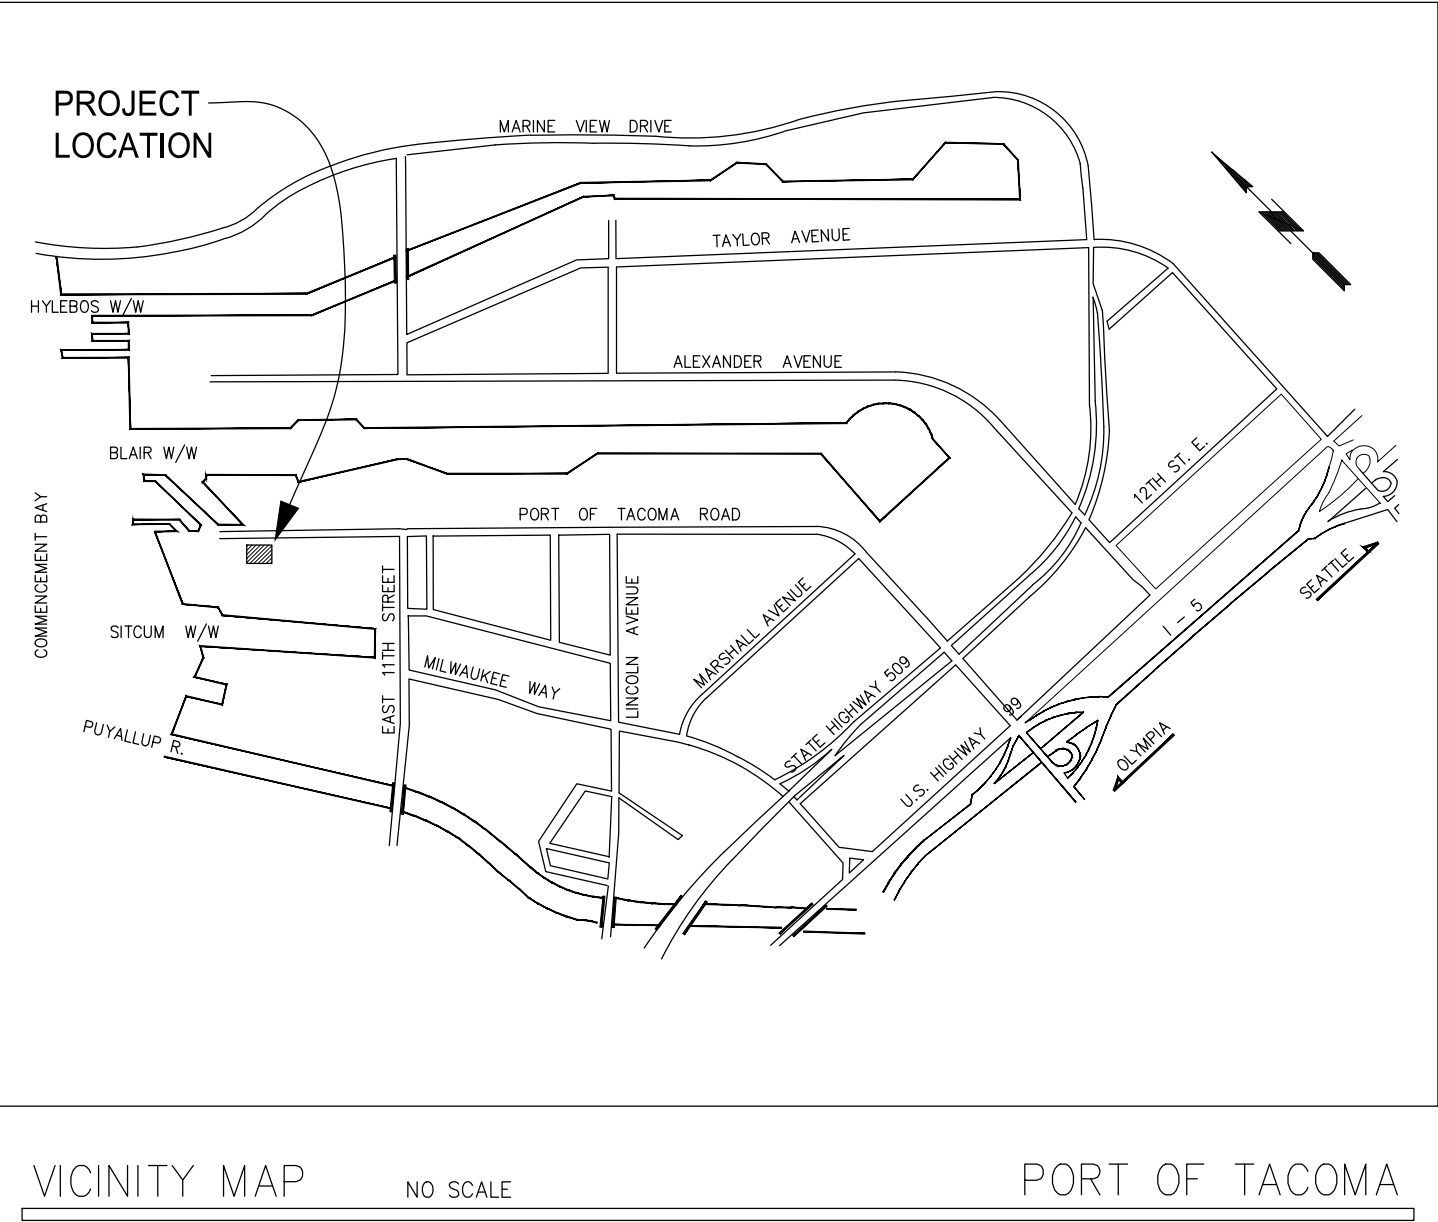 PROJECT
LOCATION
MARINE VIEW DRIVE
TAYLOR AVENUE
HYLEBOS W/W
ALEXANDER AVENUE
BLAIR W/W
12TH ST. E.
COMMENCEMENT BAY
PORT OF TACOMA ROAD
SEATTLE
EAST 11TH STREET
LINCOLN AVENUE
MARSHALL AVENUE
I - 5
SITCUM W/W
MILWAUKEE WAY
STATE HIGHWAY 509
U.S. HIGHWAY 99
PUYALLUP R.
OLYMPIA
VICINITY MAP
NO SCALE
PORT OF TACOMA